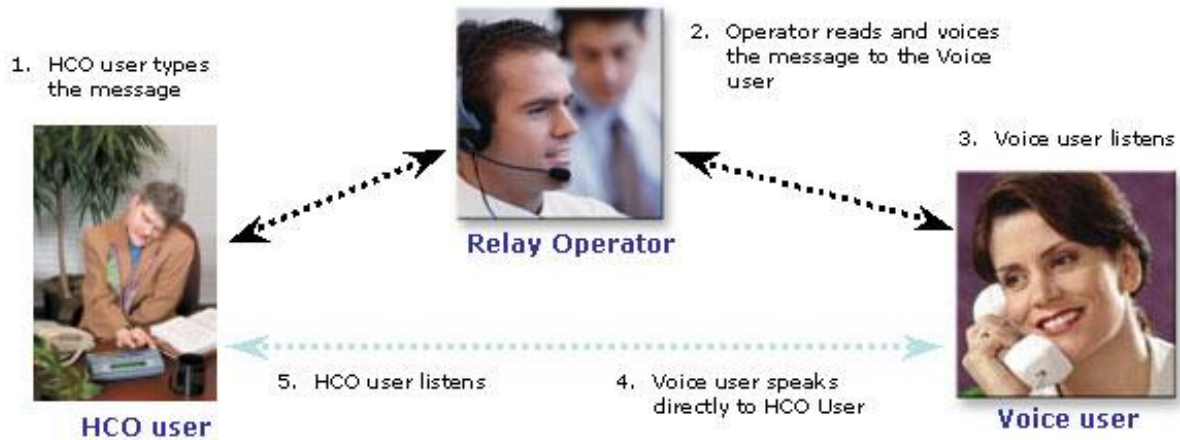 1. HCO user types
the message
2. Operator reads and voices
the message to the Voice
user
3. Voice user listens
Relay Operator
5. HCO user listens
4. Voice user speaks
directly to HCO User
HCO user
Voice user